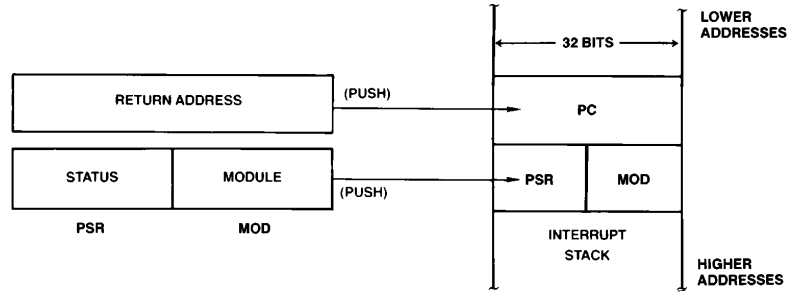 LOWER
ADDRESSES
32 BITS
RETURN ADDRESS
(PUSH)
PC
STATUS
MODULE
(PUSH)
PSR
MOD
PSR
MOD
INTERRUPT
STACK
HIGHER
ADDRESSES